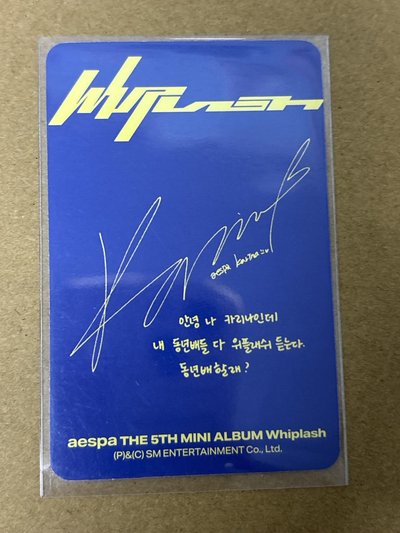 Whiplash
Karina
aespa KARINA
안녕 나 카리나인데
내 동년배들 다 위플래쉬 듣는다.
동년배할래?
aespa THE 5TH MINI ALBUM Whiplash
(P)&(C) SM ENTERTAINMENT Co., Ltd.